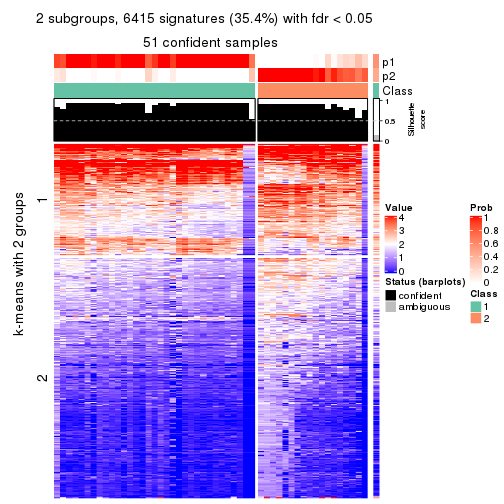 2 subgroups, 6415 signatures (35.4%) with fdr < 0.05
51 confident samples
p1
p2
Class
Silhouette
score
1
0.5
0
k-means with 2 groups
1
2
Value
4
3
2
1
0
Prob
1
0.8
0.6
0.4
0.2
0
Status (barplots)
confident
ambiguous
Class
1
2